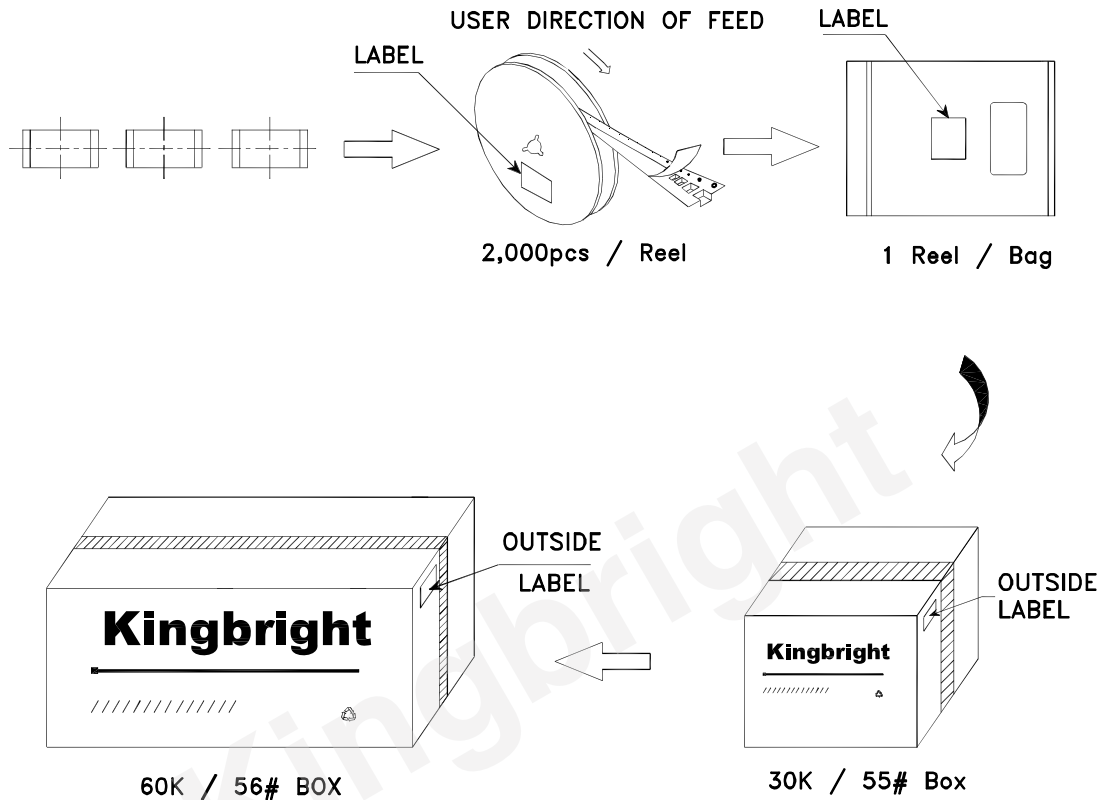 USER DIRECTION OF FEED
LABEL
LABEL
2,000pcs / Reel
1 Reel / Bag
OUTSIDE
LABEL
OUTSIDE
LABEL
Kingbright
Kingbright
60K / 56# BOX
30K / 55# Box
Kingbright